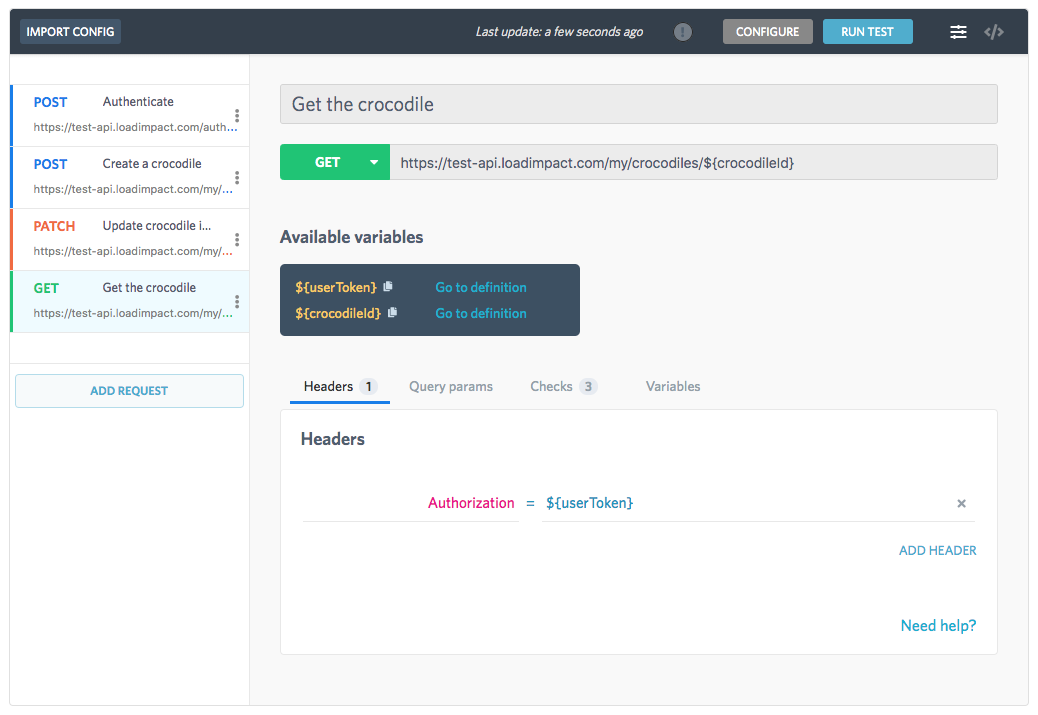 IMPORT CONFIG
Last update: a few seconds ago
!
CONFIGURE
RUN TEST
</>
POST Authenticate
https://test-api.loadimpact.com/auth...
POST Create a crocodile
https://test-api.loadimpact.com/my/...
PATCH Update crocodile i...
https://test-api.loadimpact.com/my/...
GET Get the crocodile
https://test-api.loadimpact.com/my/...
ADD REQUEST
Get the crocodile
GET https://test-api.loadimpact.com/my/crocodiles/${crocodileId}
Available variables
${userToken} Go to definition
${crocodileId} Go to definition
Headers 1 Query params Checks 3 Variables
Headers
Authorization = ${userToken} ×
ADD HEADER
Need help?